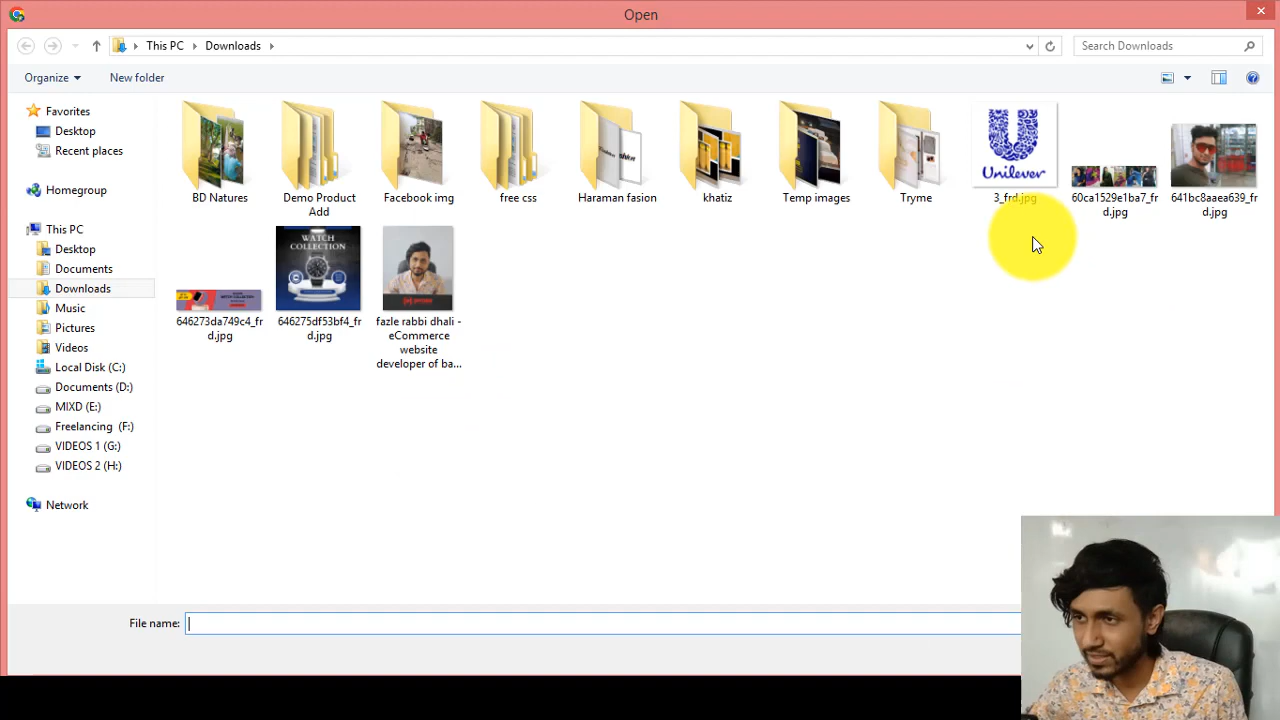 Open
This PC
Downloads
Search Downloads
Organize
New folder
Favorites
Desktop
Recent places
Homegroup
This PC
Desktop
Documents
Downloads
Music
Pictures
Videos
Local Disk (C:)
Documents (D:)
MIXD (E:)
Freelancing (F:)
VIDEOS 1 (G:)
VIDEOS 2 (H:)
Network
BD Natures
Demo Product
Add
Facebook img
free css
Haraman fasion
khatiz
Temp images
Tryme
Unilever
3_frd.jpg
60ca1529e1ba7_fr
d.jpg
641bc8aaea639_fr
d.jpg
646273da749c4_fr
d.jpg
WATCH
COLLECTION
646275df53bf4_fr
d.jpg
fazle rabbi dhali -
eCommerce
website
developer of ba...
File name: